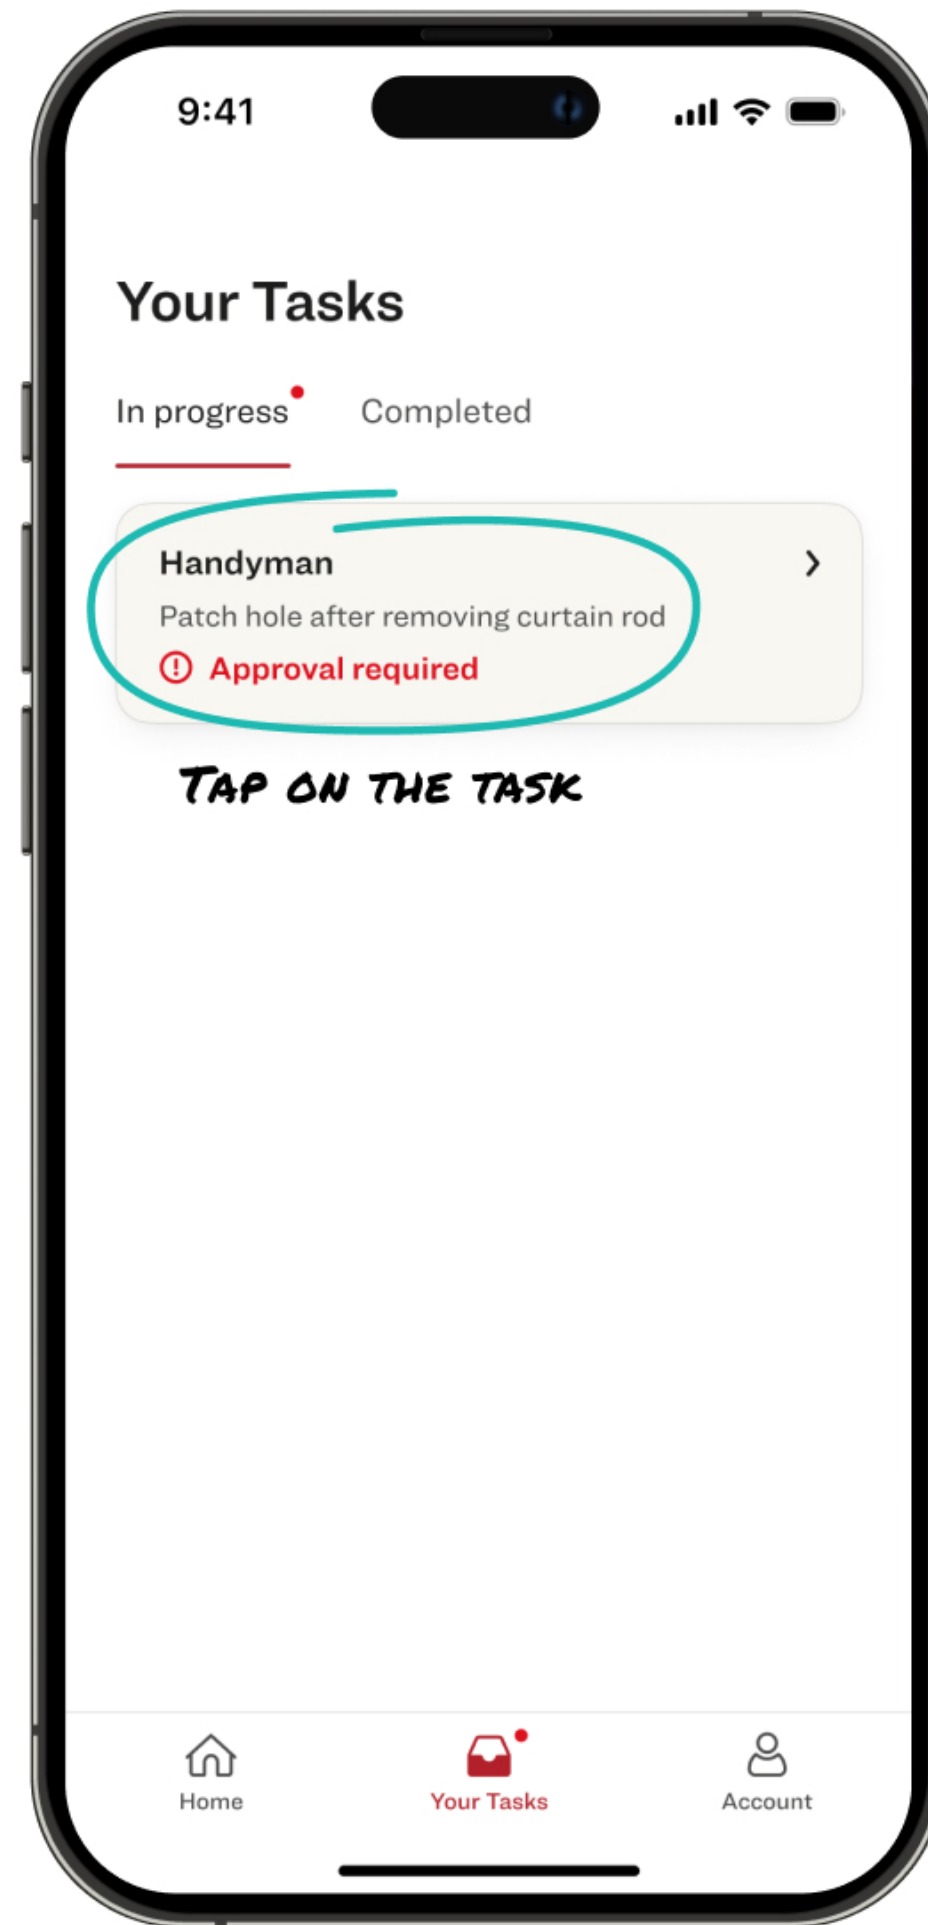 9:41
Your Tasks
In progress
Completed
Handyman
Patch hole after removing curtain rod
Approval required
TAP ON THE TASK
Home
Your Tasks
Account